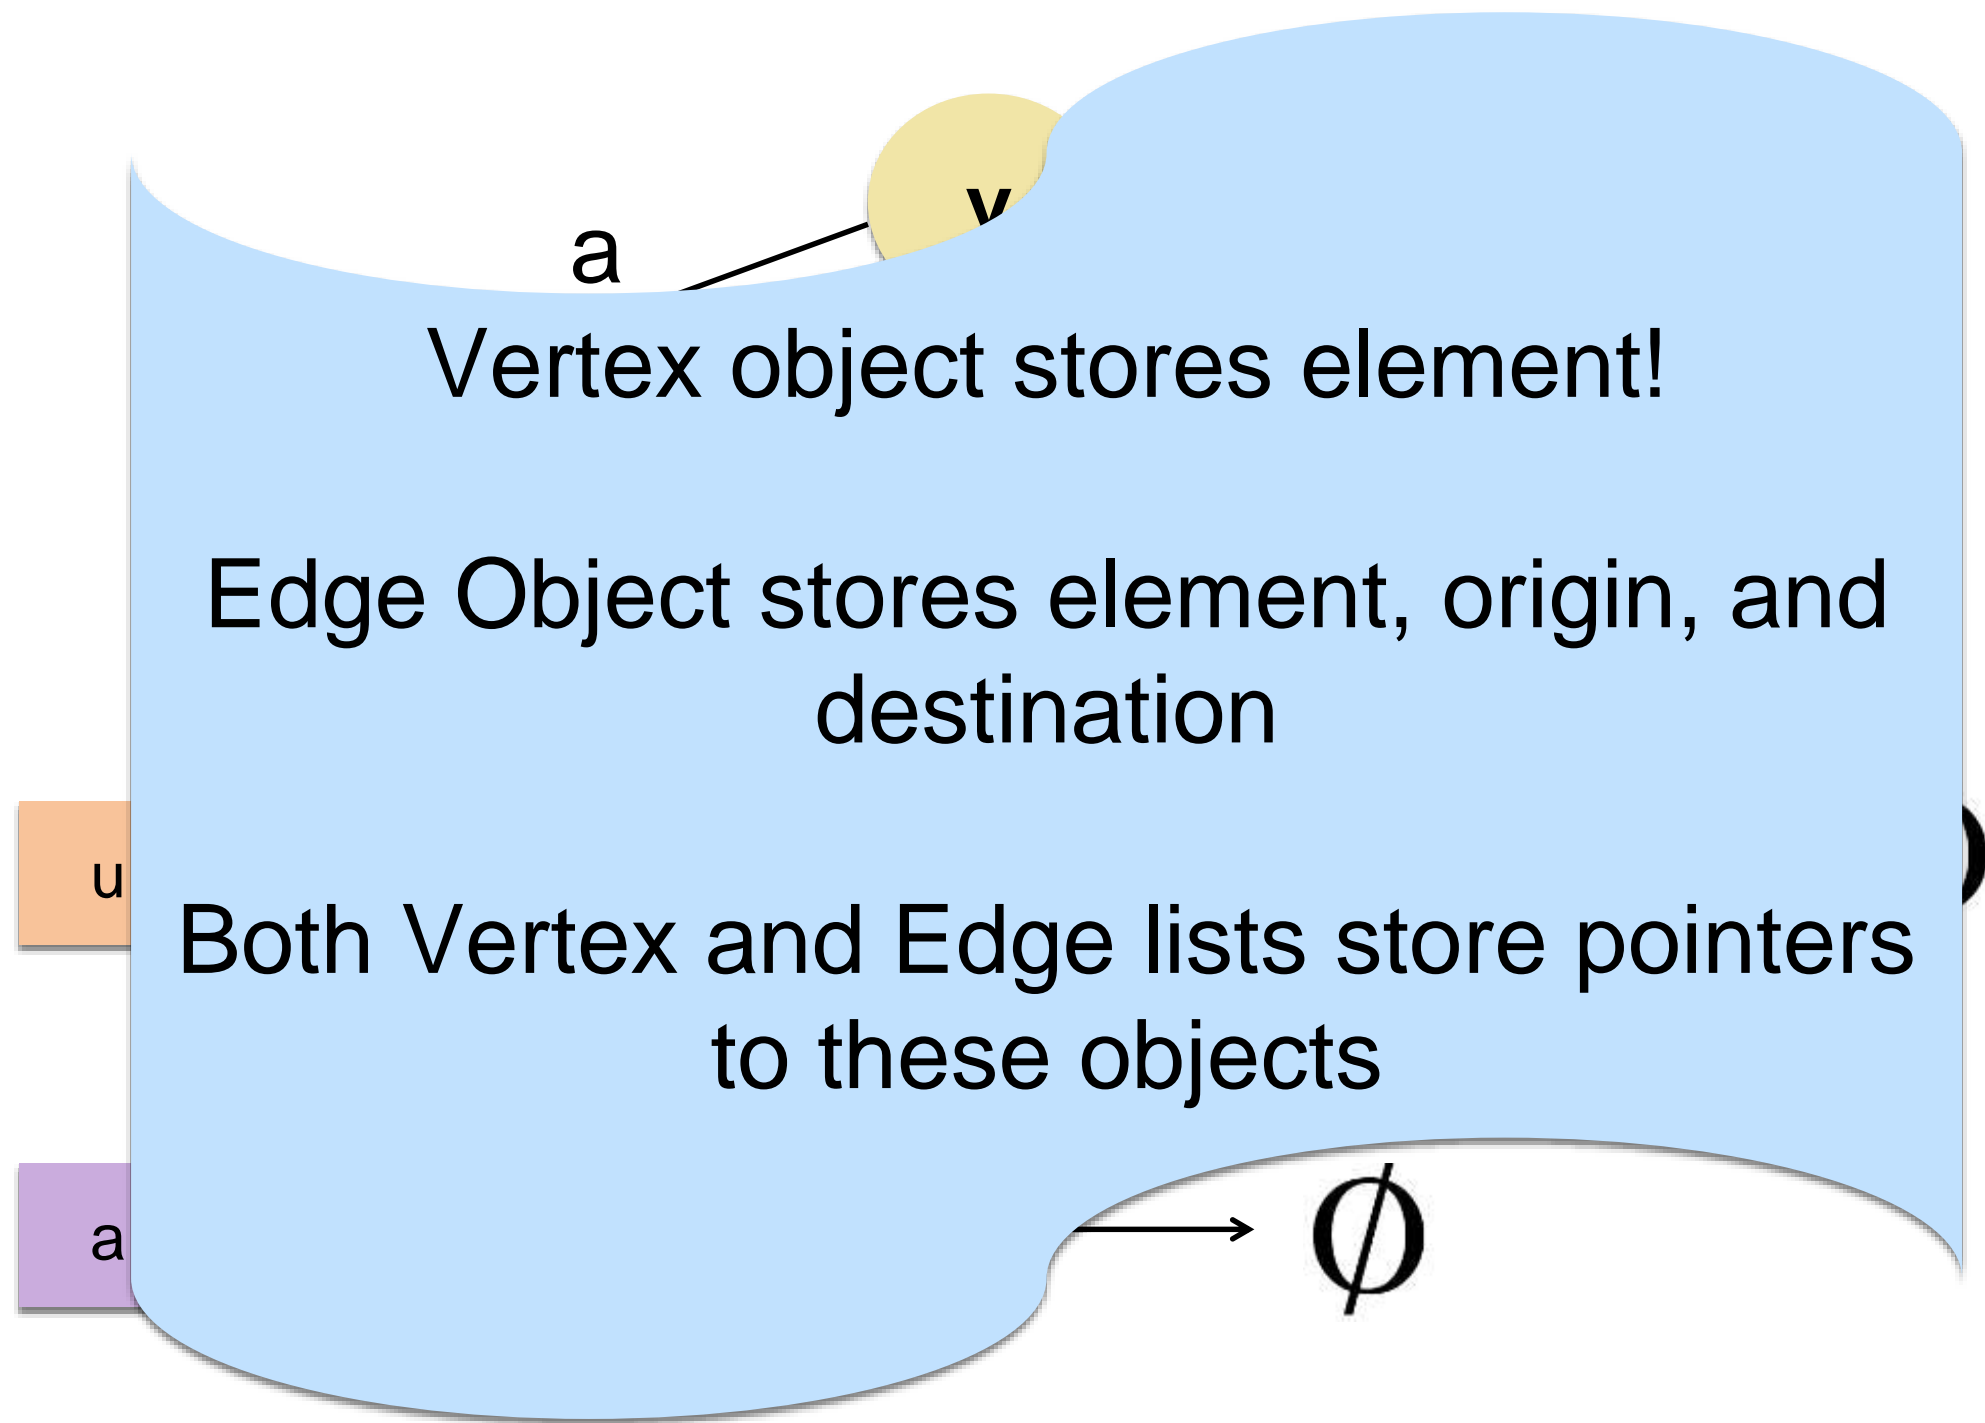 v
a
Vertex object stores element!
Edge Object stores element, origin, and
destination
u
Both Vertex and Edge lists store pointers
to these objects
a
Ø